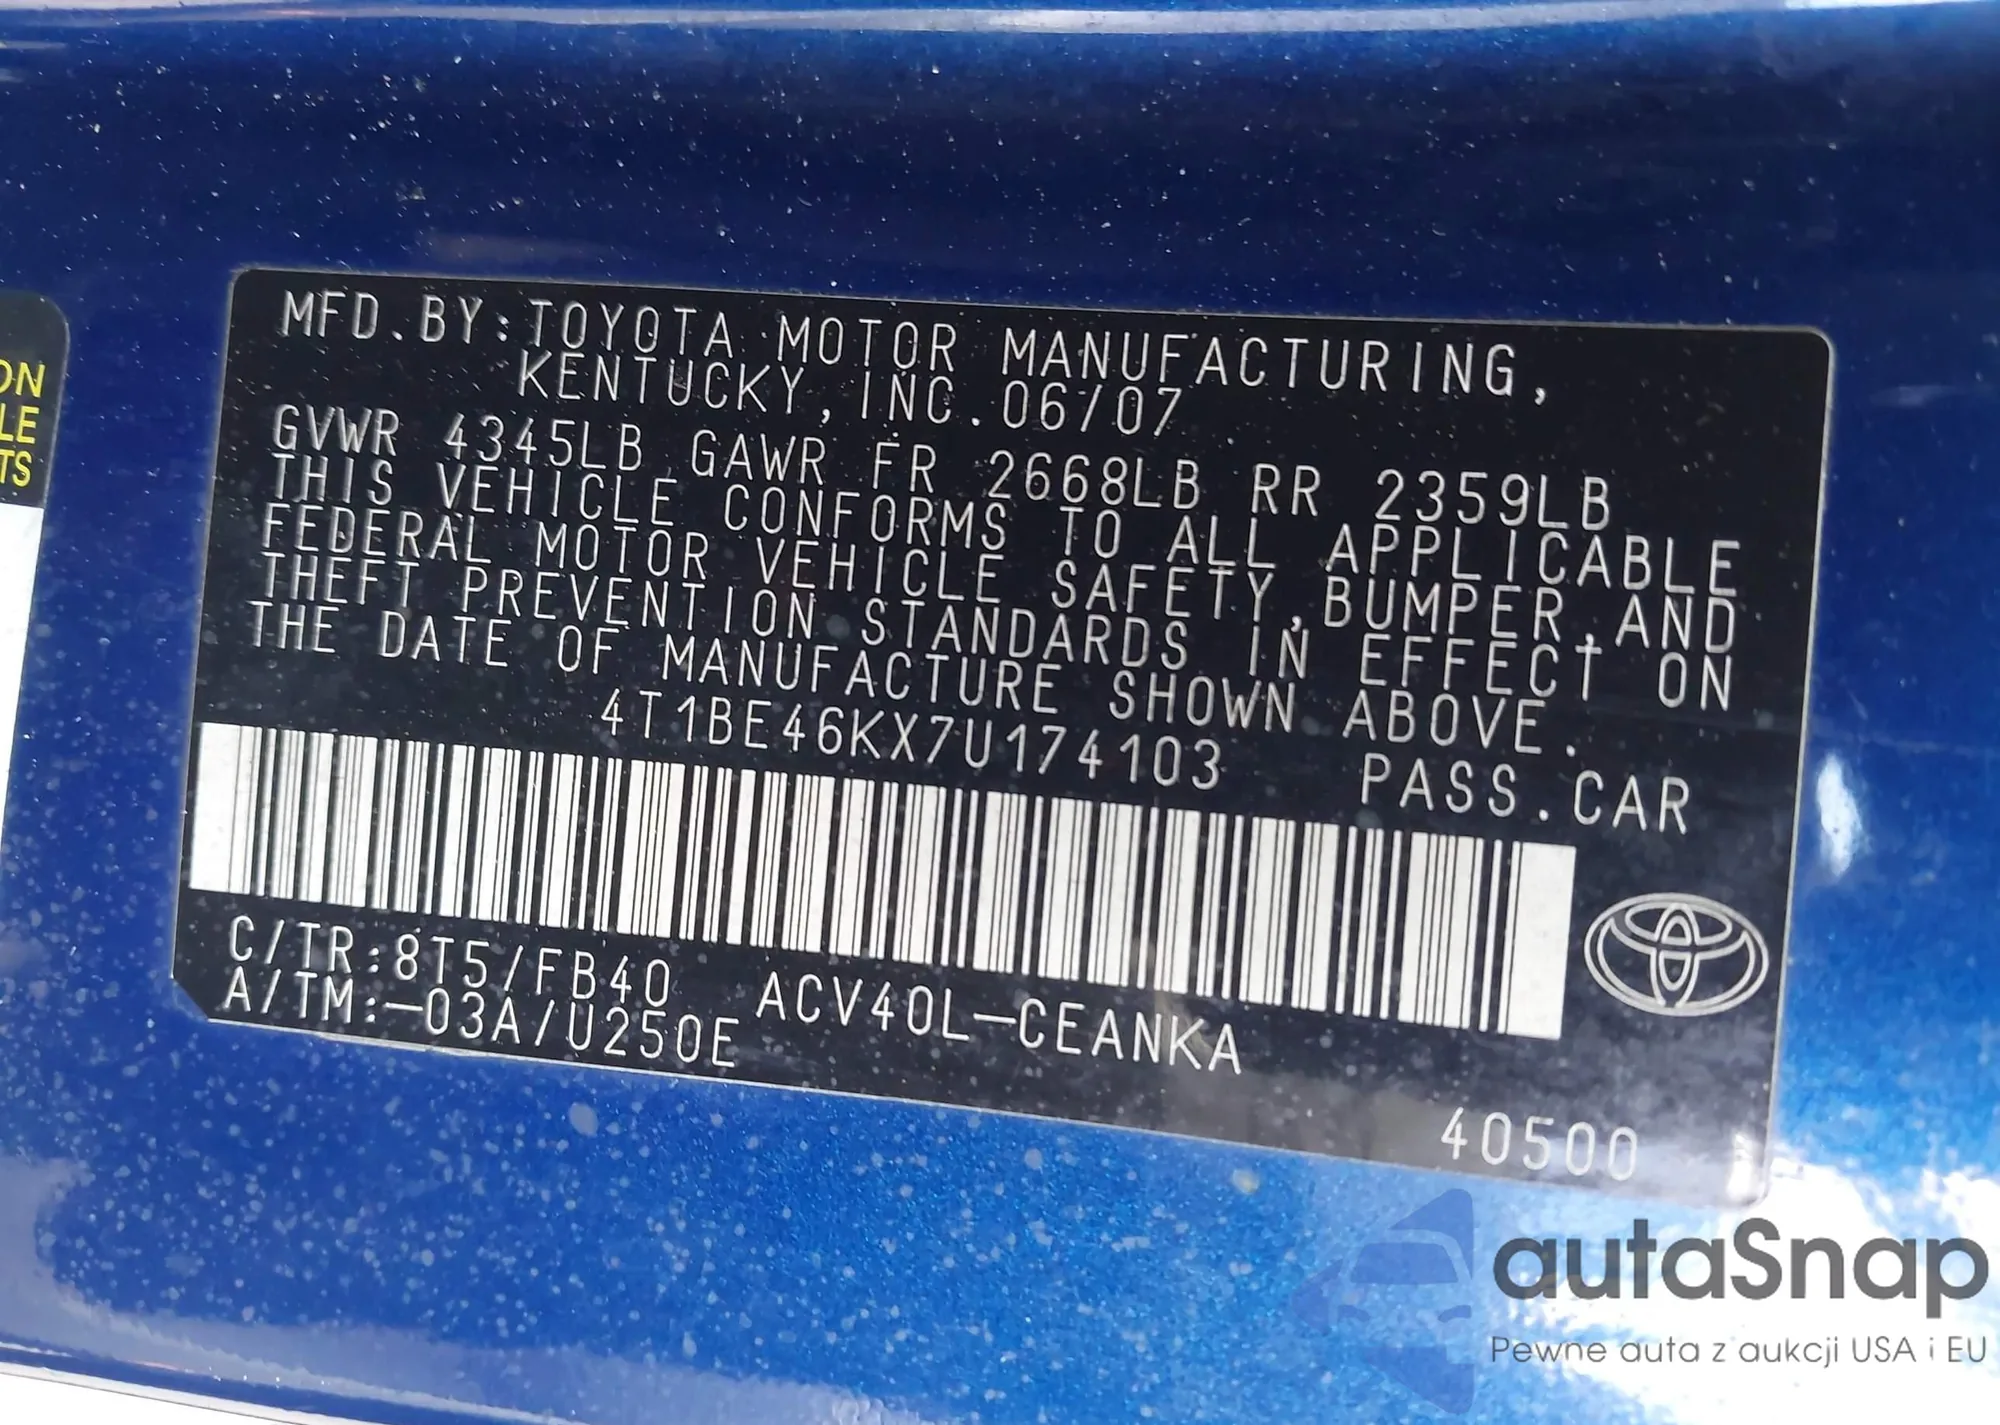 ON
LE
TS
MFD.BY:TOYOTA MOTOR MANUFACTURING,
KENTUCKY,INC.06/07
GVWR 4345LB GAWR FR 2668LB RR 2359LB
THIS VEHICLE CONFORMS TO ALL APPLICABLE
FEDERAL MOTOR VEHICLE SAFETY,BUMPER,AND
THEFT PREVENTION STANDARDS IN EFFECT ON
THE DATE OF MANUFACTURE SHOWN ABOVE.
4T1BE46KX7U174103 PASS.CAR
C/TR:8T5/FB40 ACV40L-CEANKA
A/TM:-03A/U250E
40500
autaSnap
Pewne auta z aukcji USA i EU